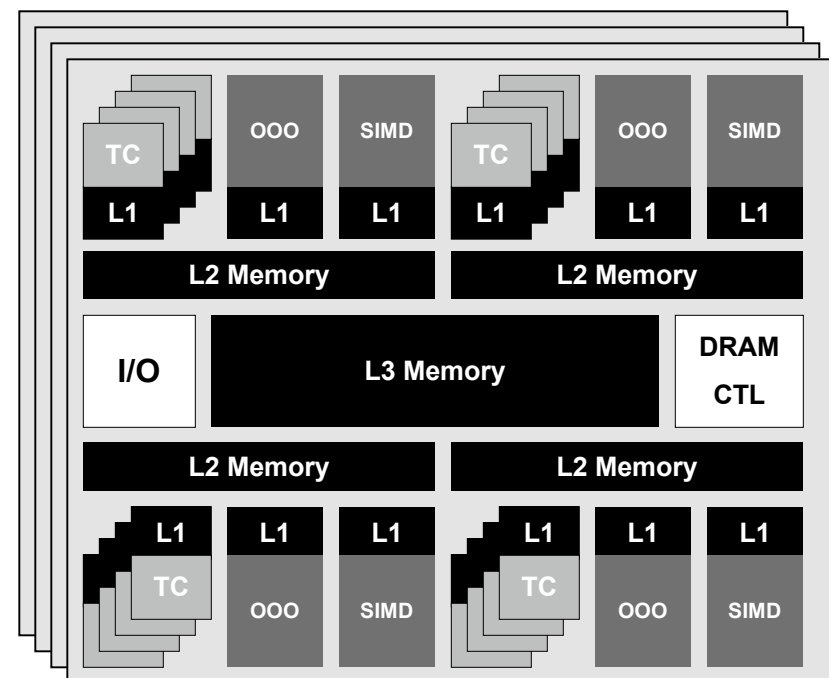 TC OOO SIMD TC OOO SIMD
L1 L1 L1 L1 L1 L1
L2 Memory L2 Memory
I/O L3 Memory DRAM
CTL
L2 Memory L2 Memory
L1 L1 L1 L1 L1 L1
TC OOO SIMD TC OOO SIMD